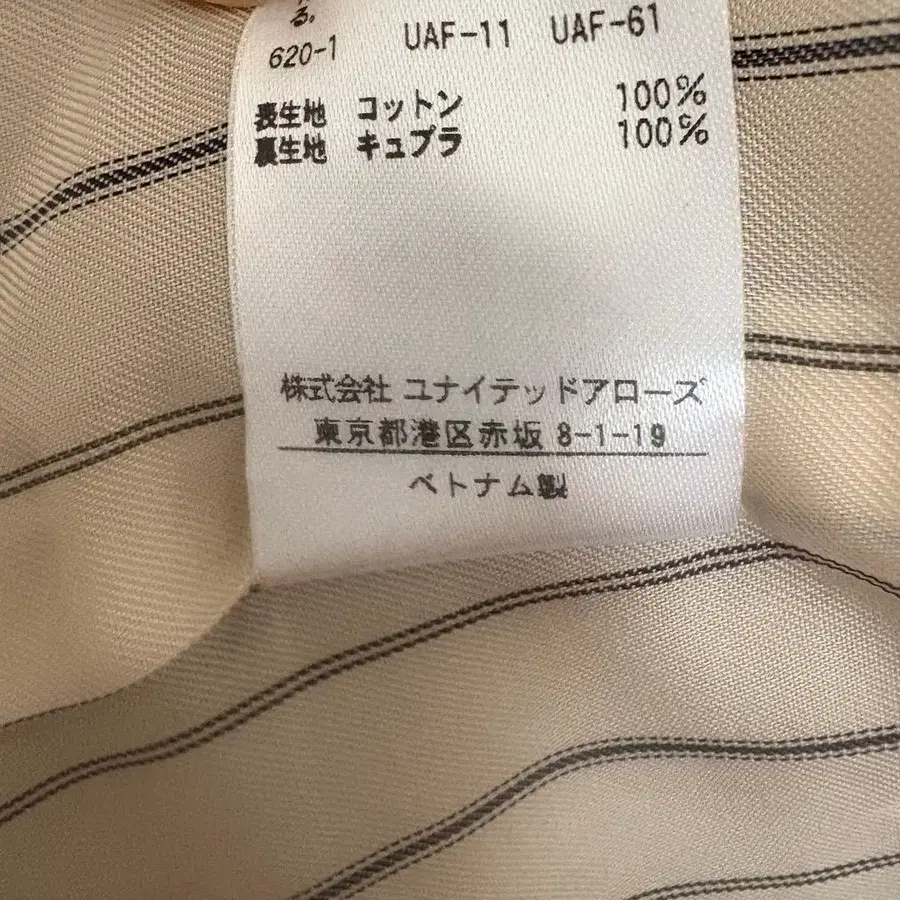 る。
620-1 UAF-11 UAF-61
表生地 コットン 100%
裏生地 キュプラ 100%
株式会社 ユナイテッドアローズ
東京都港区赤坂 8-1-19
ベトナム製